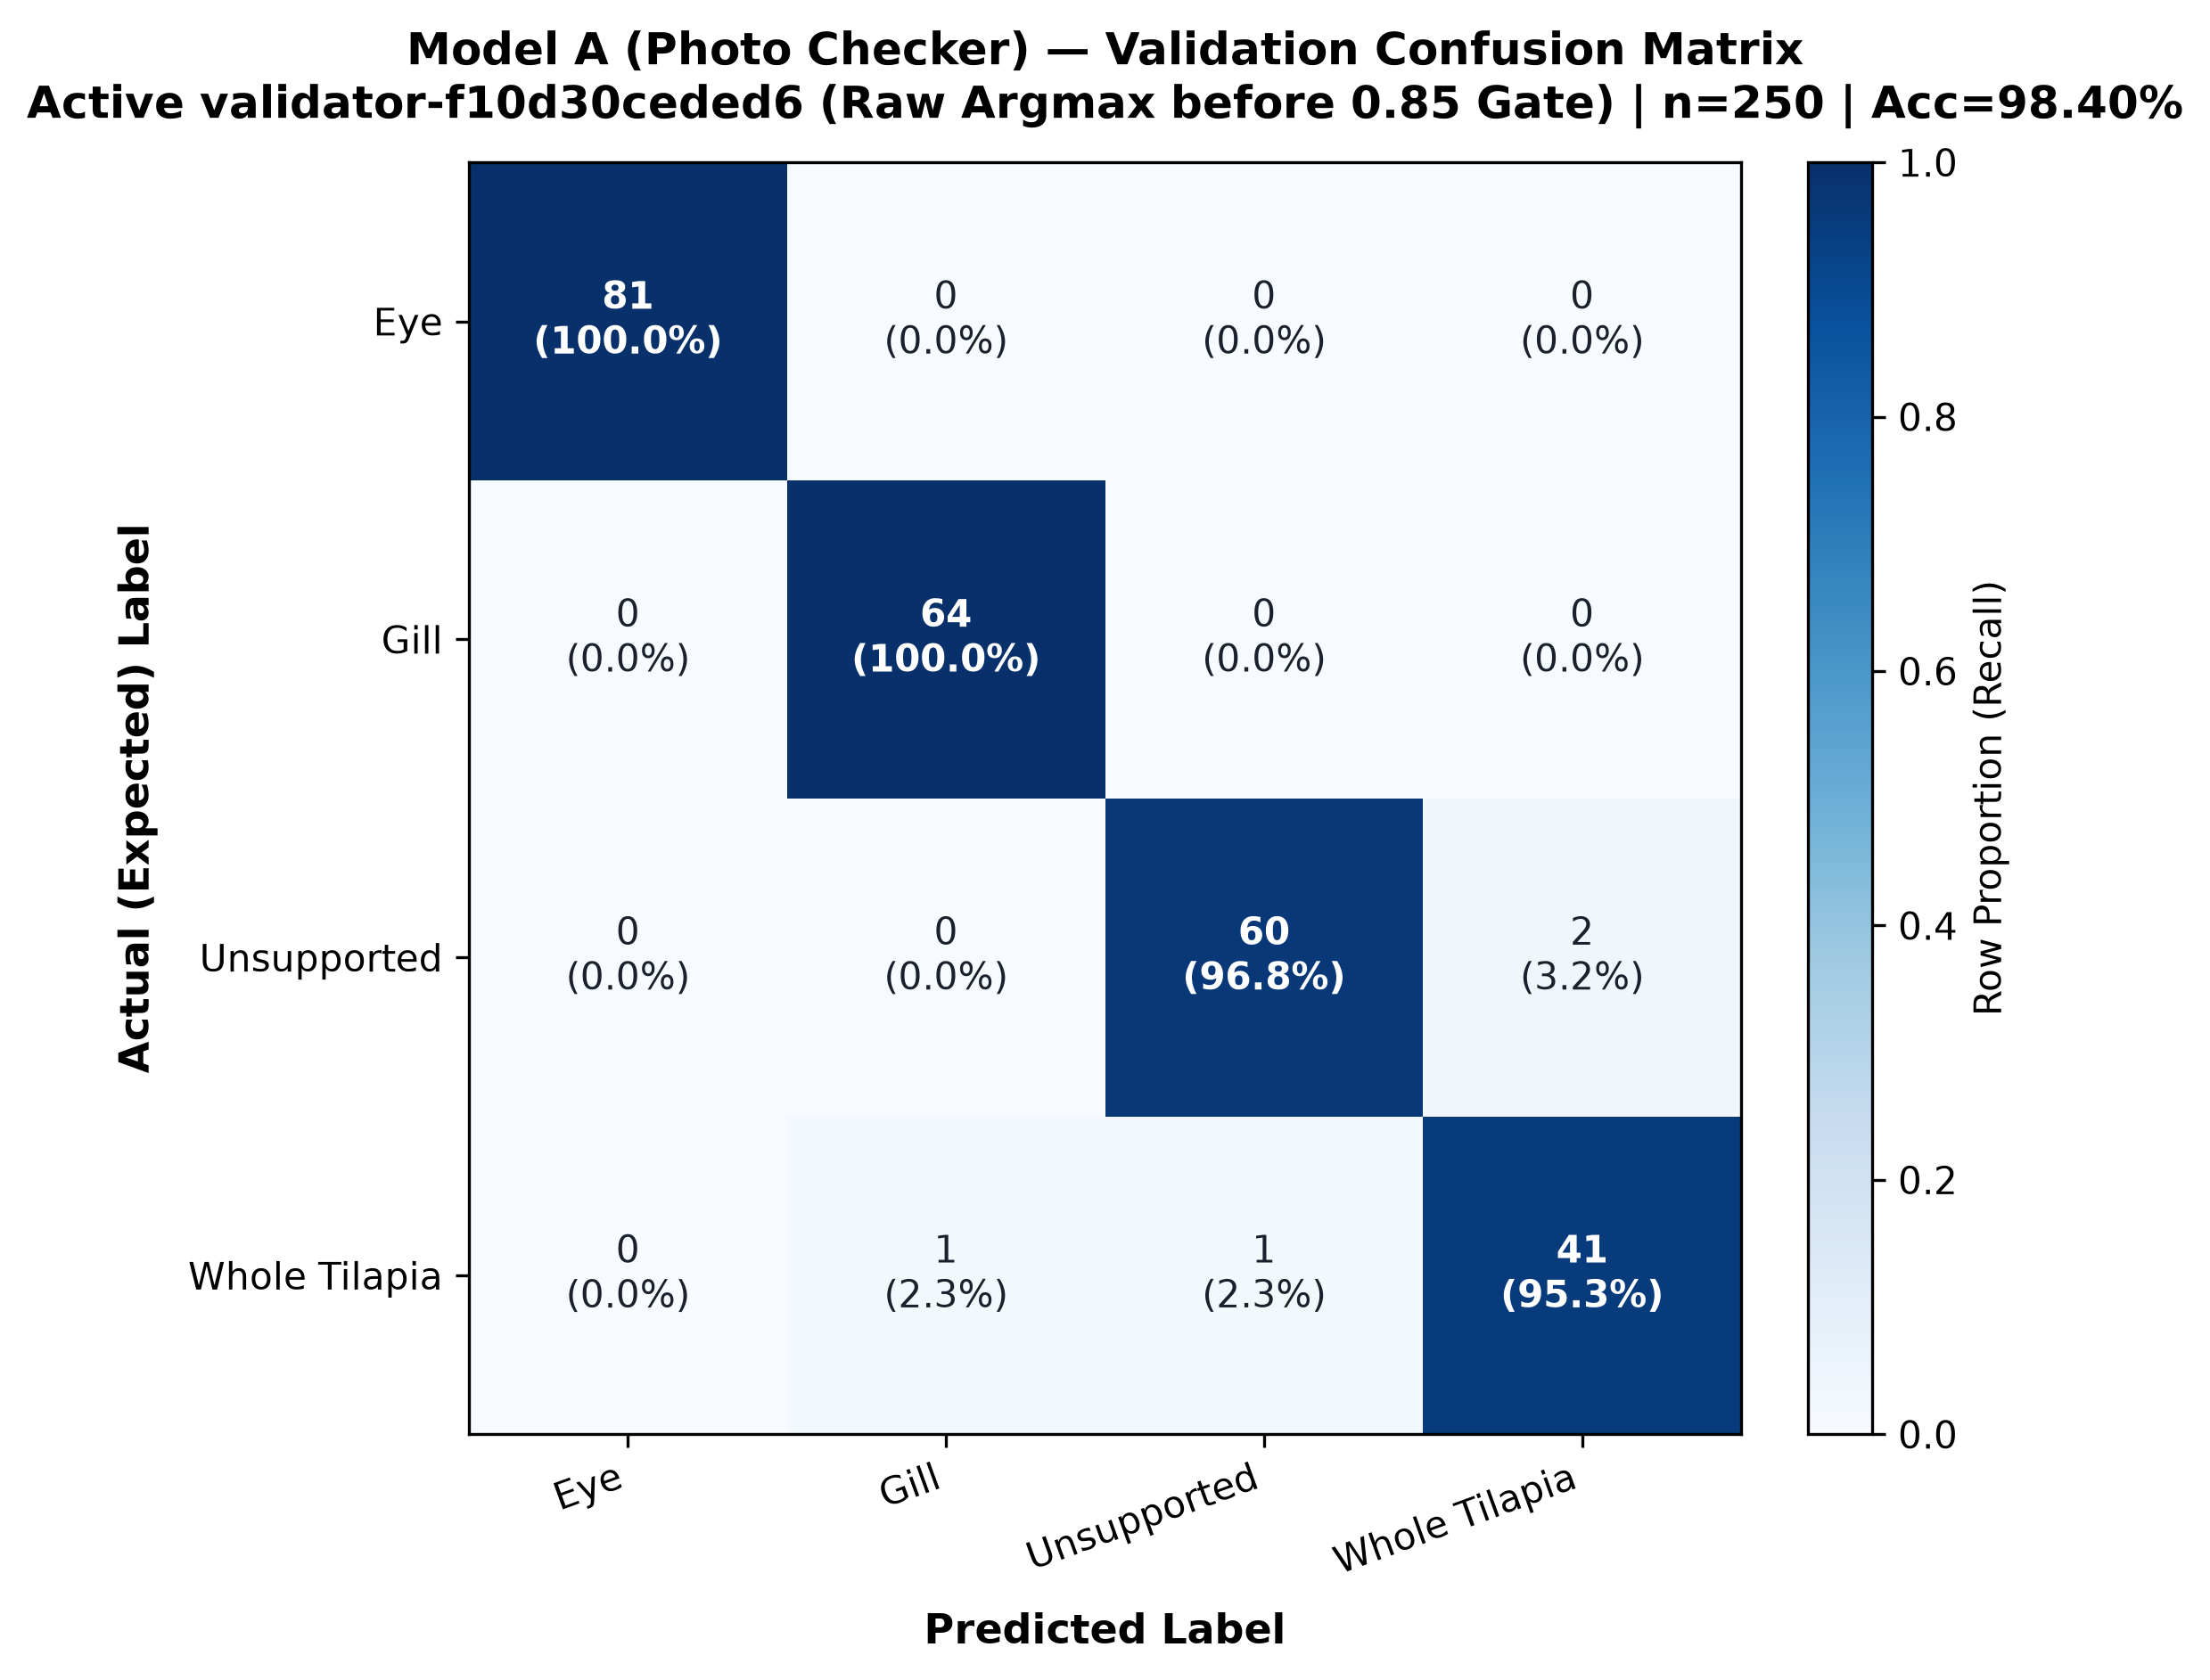 Model A (Photo Checker) — Validation Confusion Matrix
Active validator-f10d30ceded6 (Raw Argmax before 0.85 Gate) | n=250 | Acc=98.40%
Actual (Expected) Label
Eye
81
(100.0%)
0
(0.0%)
0
(0.0%)
0
(0.0%)
Gill
0
(0.0%)
64
(100.0%)
0
(0.0%)
0
(0.0%)
Unsupported
0
(0.0%)
0
(0.0%)
60
(96.8%)
2
(3.2%)
Whole Tilapia
0
(0.0%)
1
(2.3%)
1
(2.3%)
41
(95.3%)
Eye
Gill
Unsupported
Whole Tilapia
Predicted Label
1.0
0.8
0.6
0.4
0.2
0.0
Row Proportion (Recall)